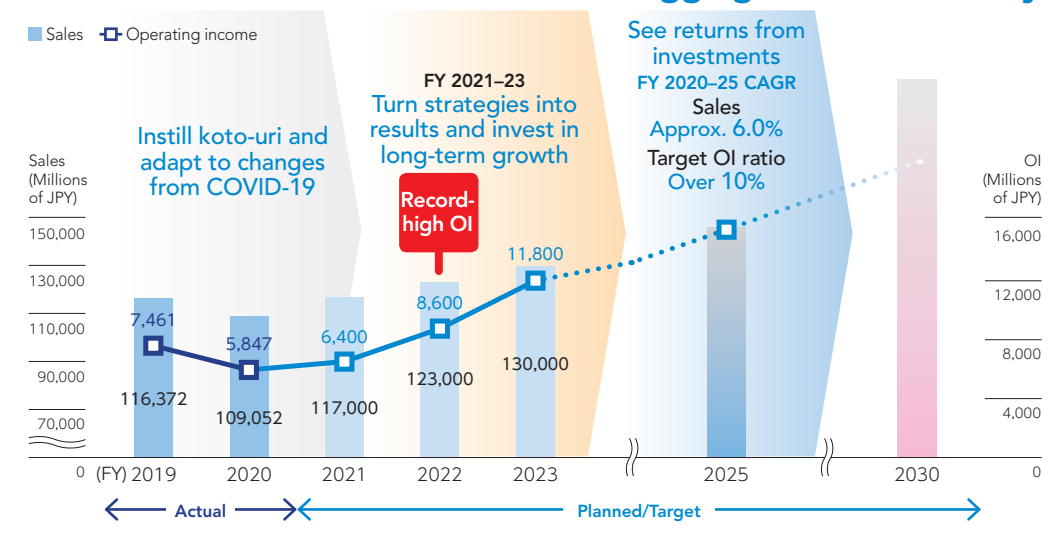 Sales
Operating income
See returns from
investments
FY 2020–25 CAGR
Sales
Approx. 6.0%
Target OI ratio
Over 10%
FY 2021–23
Turn strategies into
results and invest in
long-term growth
Instill koto-uri and
adapt to changes
from COVID-19
Record-
high OI
Sales
(Millions
of JPY)
150,000
130,000
110,000
90,000
70,000
0
OI
(Millions
of JPY)
16,000
12,000
8,000
4,000
0
7,461
5,847
6,400
8,600
11,800
116,372
109,052
117,000
123,000
130,000
(FY) 2019
2020
2021
2022
2023
2025
2030
Actual
Planned/Target